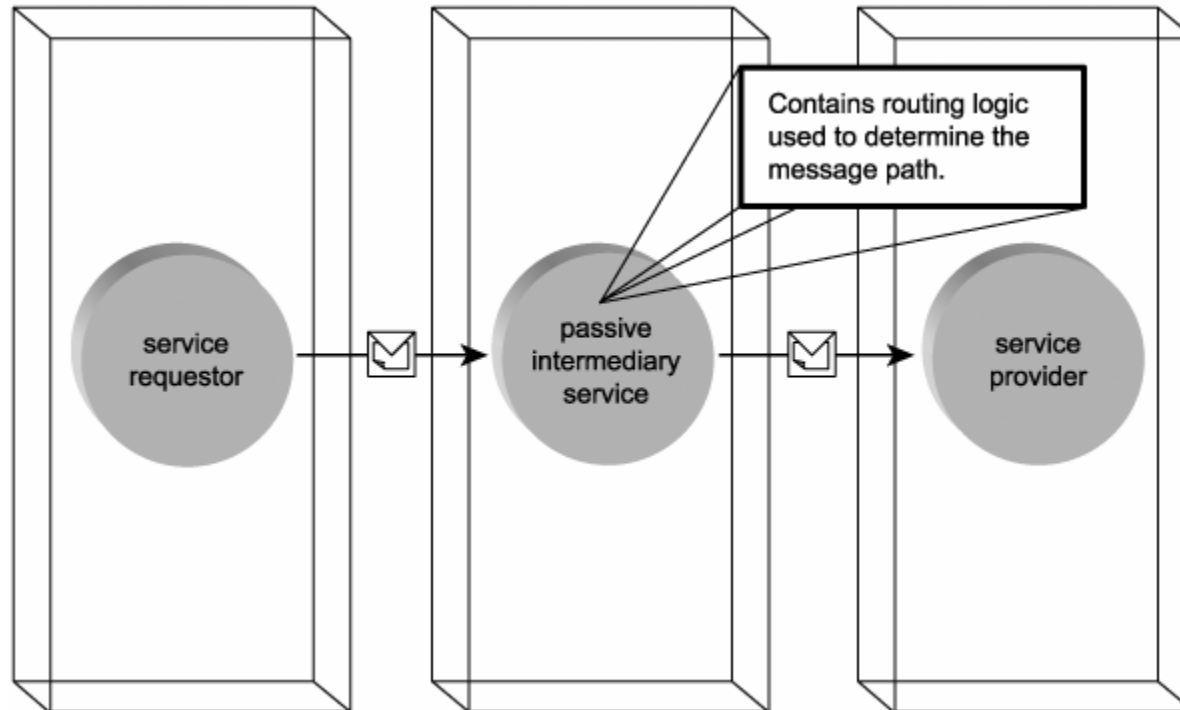 Contains routing logic
used to determine the
message path.
service
requestor
passive
intermediary
service
service
provider